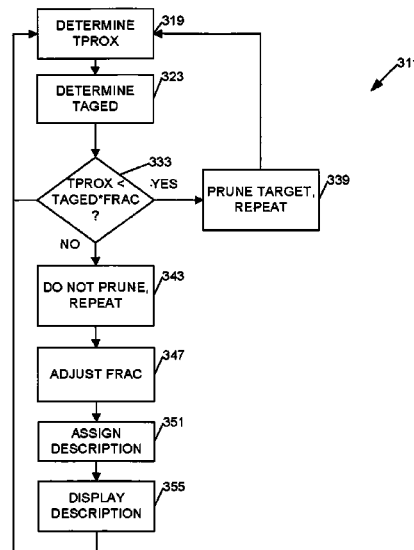 DETERMINE
TPROX
319
311
DETERMINE
TAGED
323
333
TPROX <
TAGED*FRAC
?
YES
PRUNE TARGET,
REPEAT
339
NO
DO NOT PRUNE,
REPEAT
343
ADJUST FRAC
347
ASSIGN
DESCRIPTION
351
DISPLAY
DESCRIPTION
355